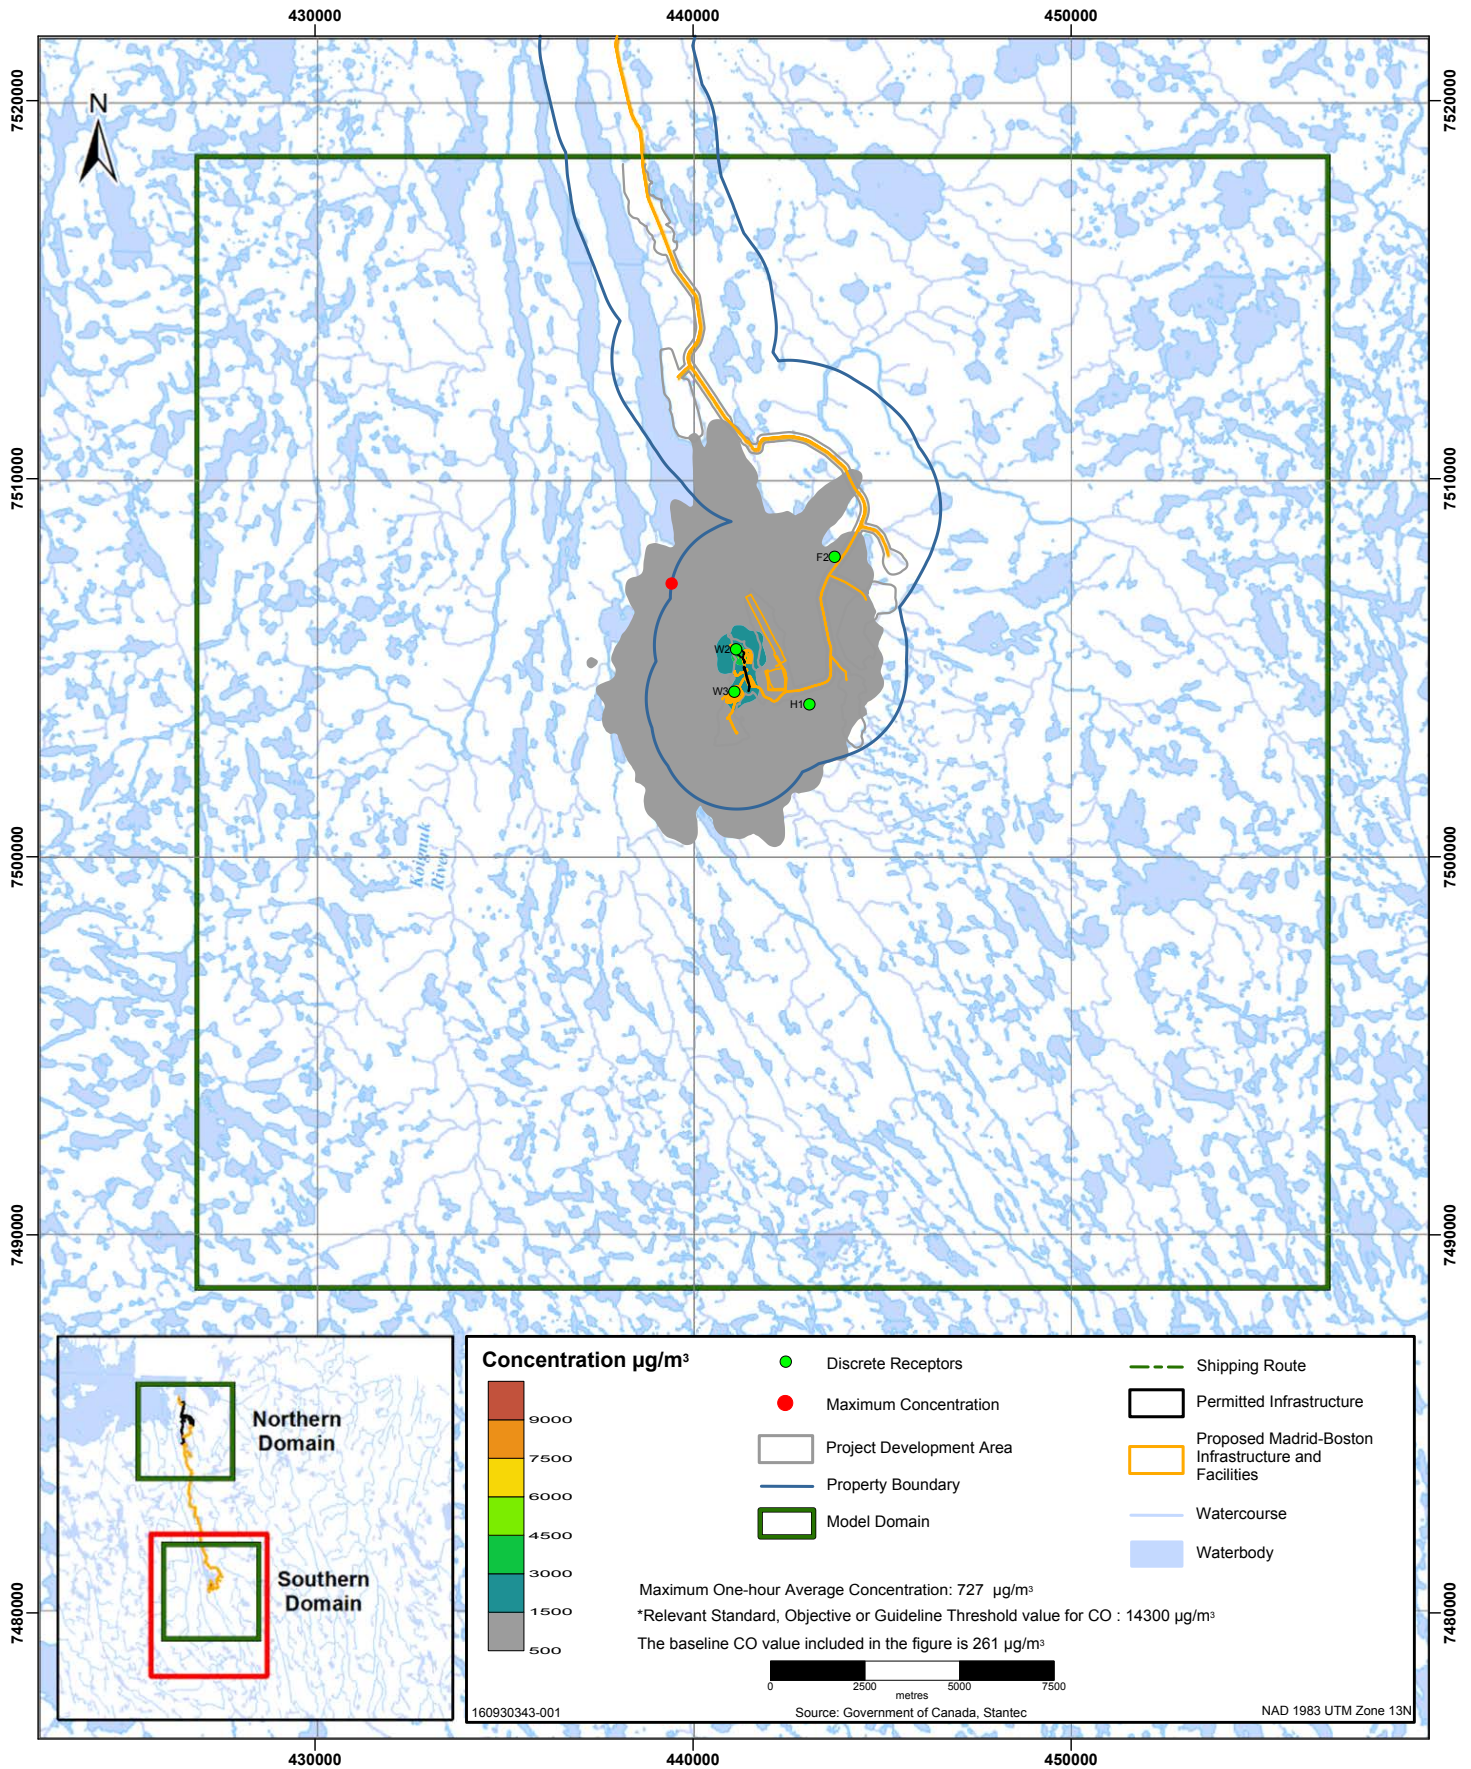 430000
440000
450000
7520000
7520000
N
7510000
7510000
F2
W2
W3
H1
7500000
7500000
Koignuk
River
7490000
7490000
7480000
7480000
Northern
Domain
Southern
Domain
Concentration µg/m³
9000
7500
6000
4500
3000
1500
500
Discrete Receptors
Maximum Concentration
Project Development Area
Property Boundary
Model Domain
Shipping Route
Permitted Infrastructure
Proposed Madrid-Boston
Infrastructure and
Facilities
Watercourse
Waterbody
Maximum One-hour Average Concentration: 727 µg/m³
*Relevant Standard, Objective or Guideline Threshold value for CO : 14300 µg/m³
The baseline CO value included in the figure is 261 µg/m³
0 2500 5000 7500
metres
160930343-001
Source: Government of Canada, Stantec
NAD 1983 UTM Zone 13N
430000
440000
450000